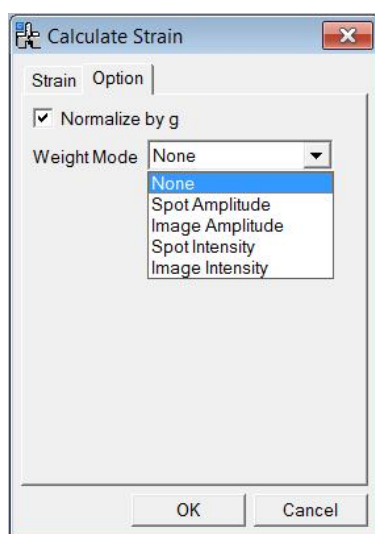 Calculate Strain
Strain Option
Normalize by g
Weight Mode None
None
Spot Amplitude
Image Amplitude
Spot Intensity
Image Intensity
OK Cancel